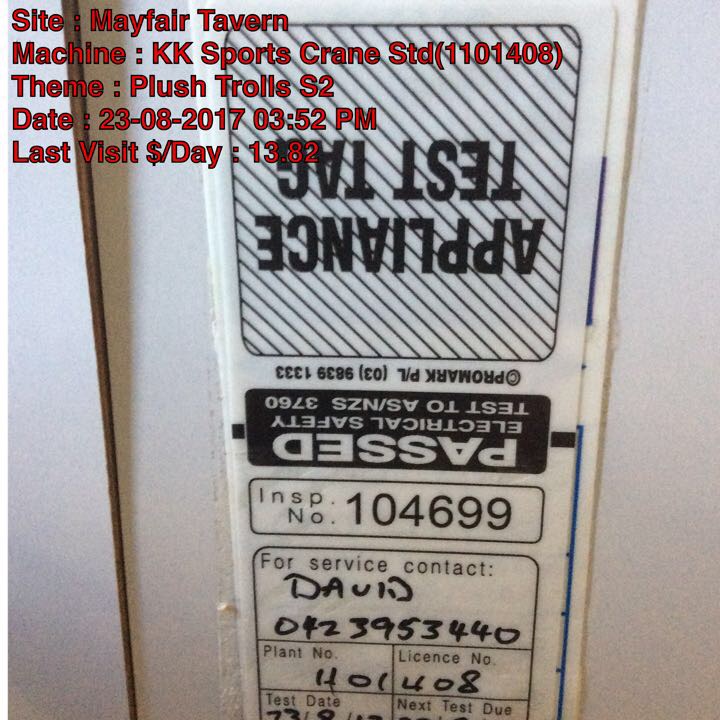 Site : Mayfair Tavern
Machine : KK Sports Crane Std(1101408)
Theme : Plush Trolls S2
Date : 23-08-2017 03:52 PM
Last Visit $/Day : 13.82
APPLIANCE
TEST TAG
©PROMARK P/L (03) 9839 1333
PASSED
ELECTRICAL SAFETY
TEST TO AS/NZS 3760
Insp. No. 104699
For service contact:
DAVID
0423953440
Plant No. Licence No.
1101408
Test Date Next Test Due